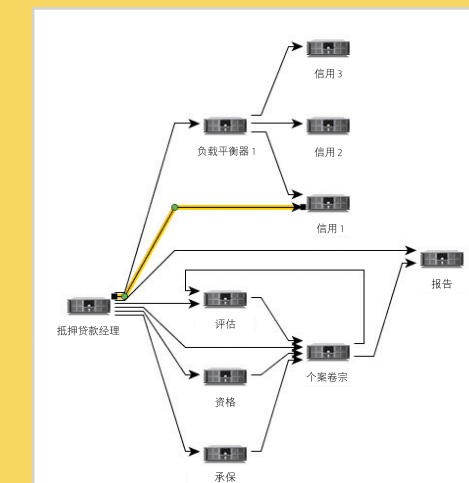 信用 3
负载平衡器 1
信用 2
信用 1
报告
抵押贷款经理
评估
个案卷宗
资格
承保